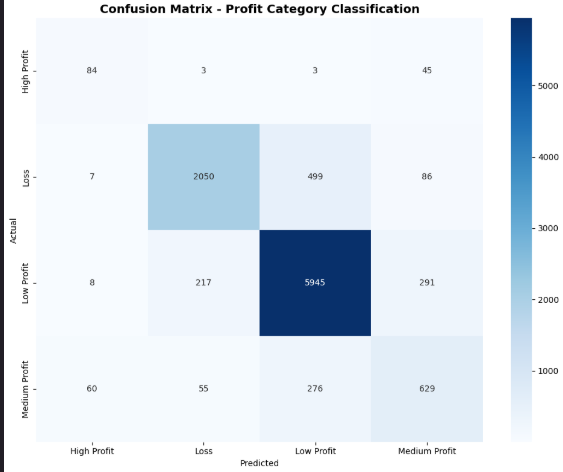 Confusion Matrix - Profit Category Classification
High Profit
84
3
3
45
Loss
7
2050
499
86
Low Profit
8
217
5945
291
Medium Profit
60
55
276
629
Actual
High Profit
Loss
Low Profit
Medium Profit
Predicted
5000
4000
3000
2000
1000